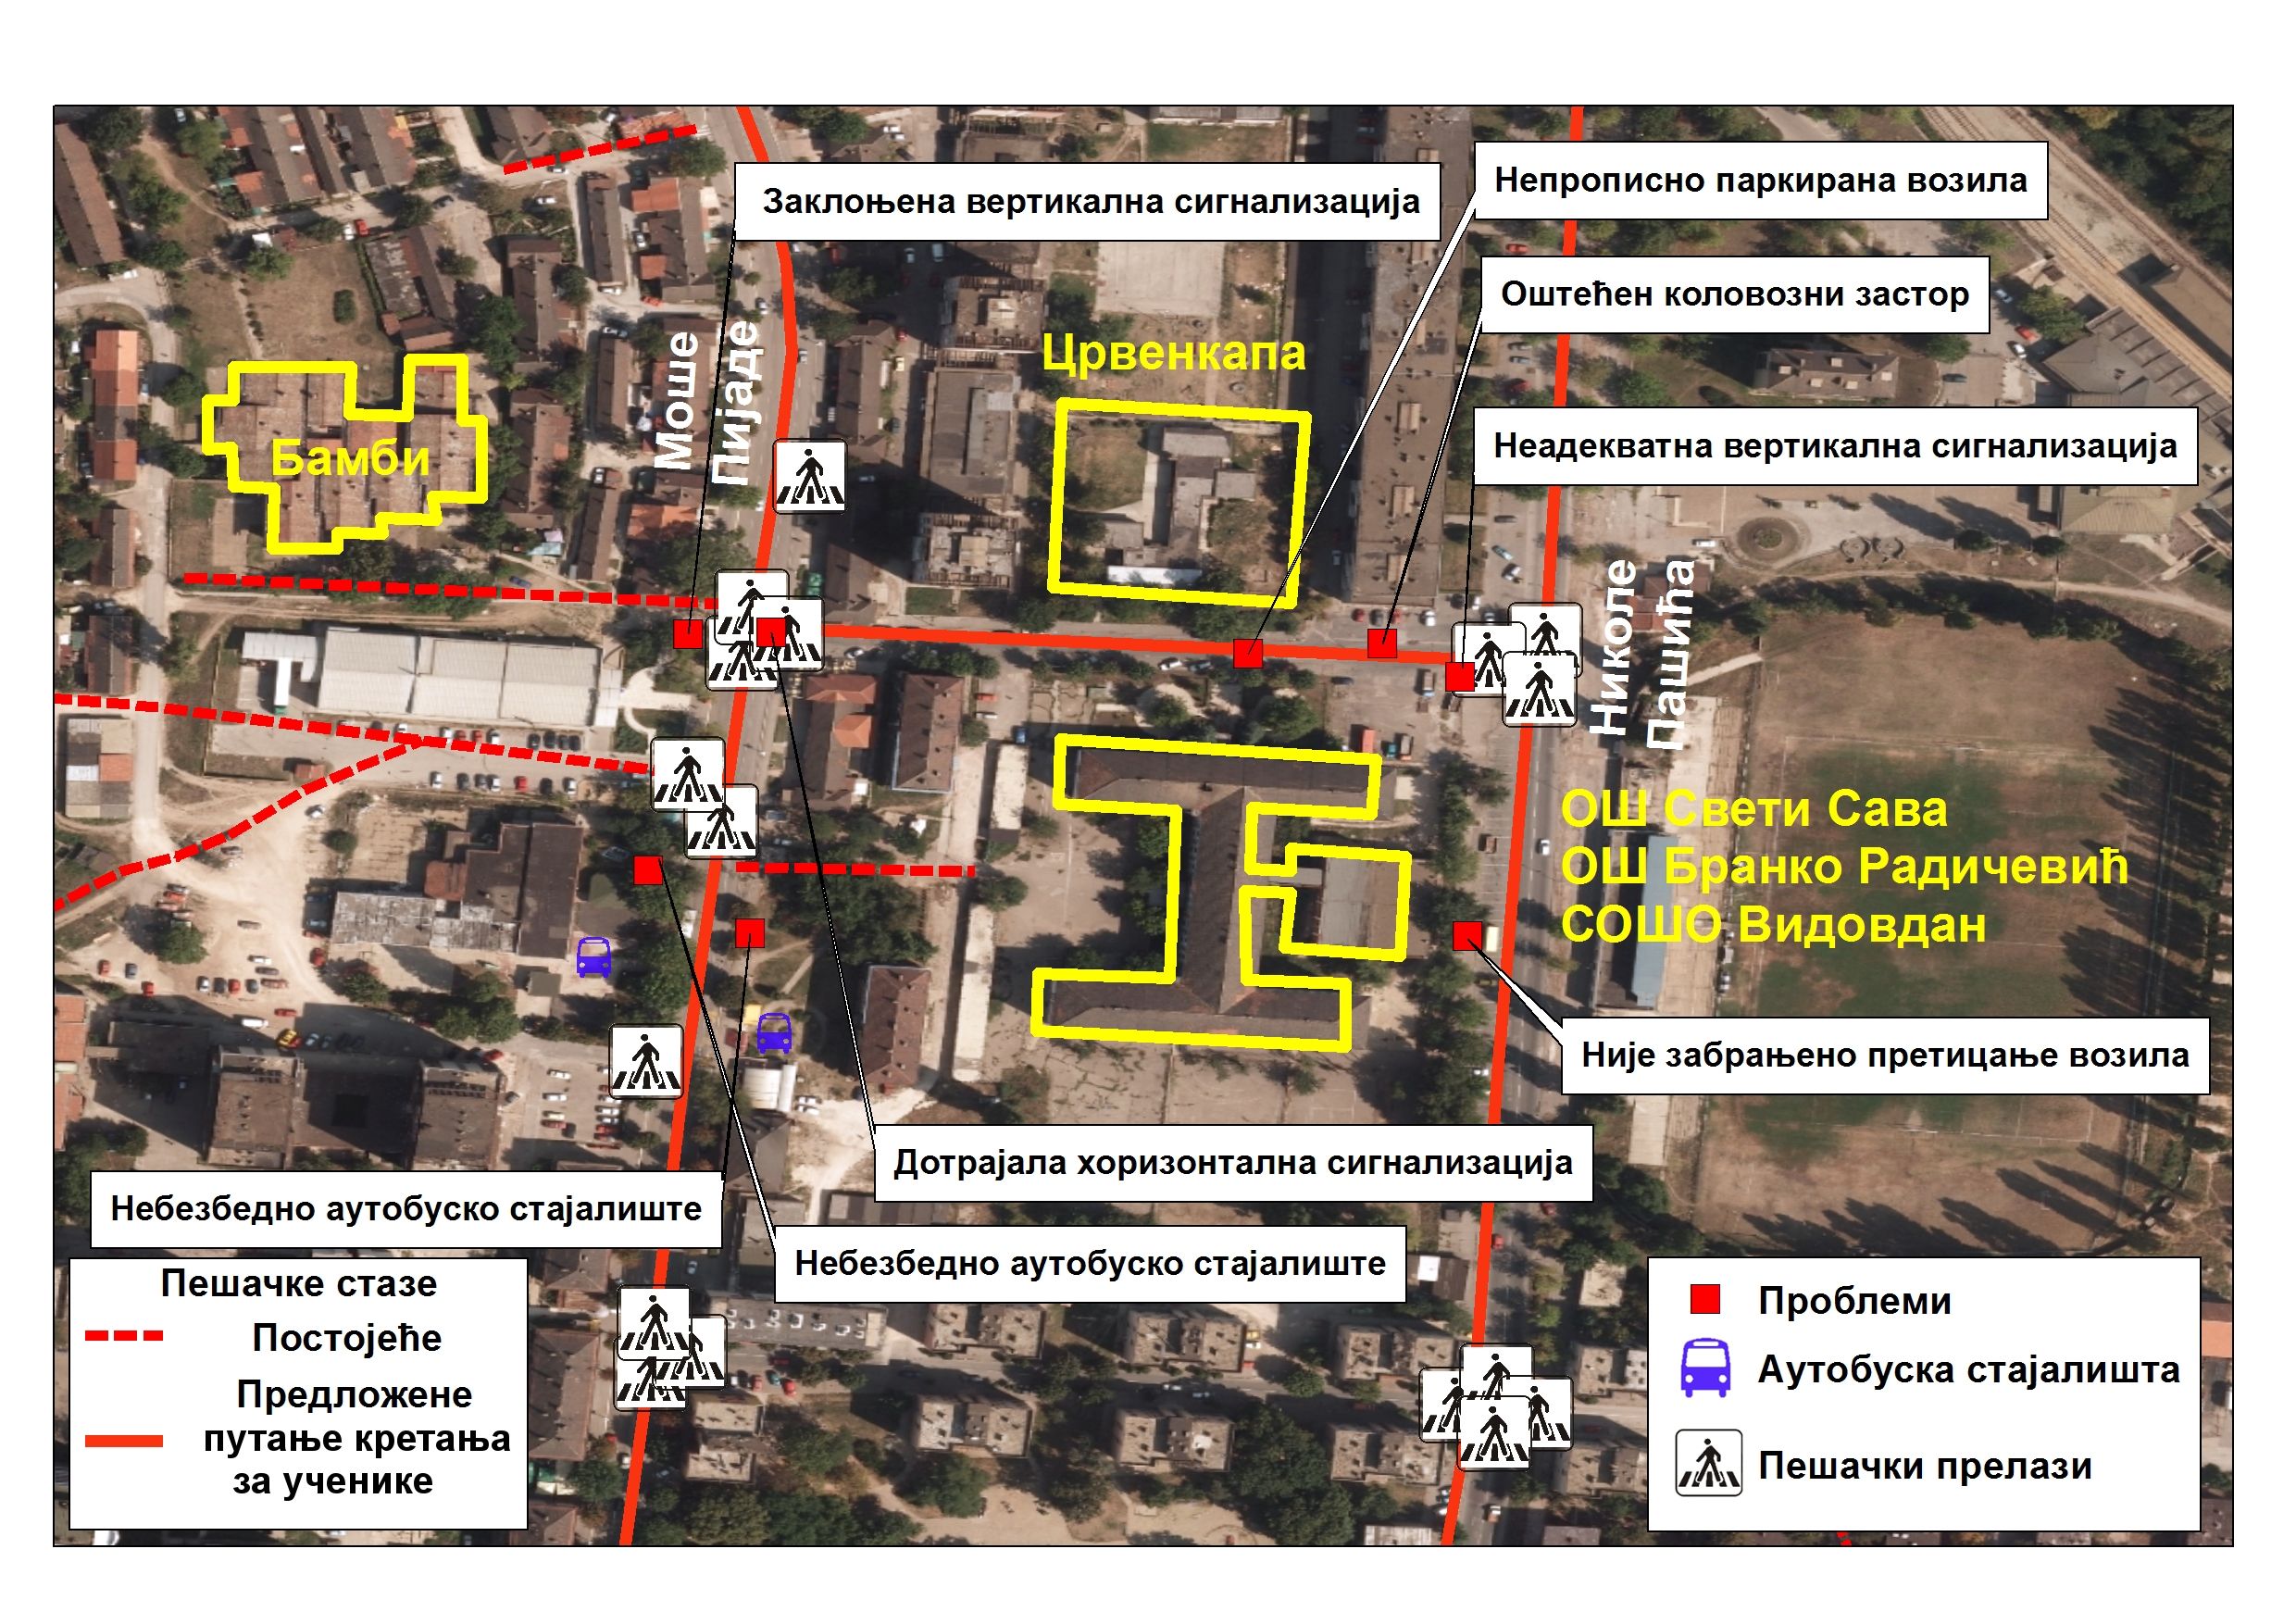 Заклоњена вертикална сигнализација
Непрописно паркирана возила
Оштећен коловозни застор
Моше
Пијаде
Црвенкапа
Неадекватна вертикална сигнализација
Бамби
Николе
Пашића
ОШ Свети Сава
ОШ Бранко Радичевић
СОШО Видовдан
Није забрањено претицање возила
Дотрајала хоризонтална сигнализација
Небезбедно аутобуско стајалиште
Небезбедно аутобуско стајалиште
Пешачке стазе
Постојеће
Предложене
путање кретања
за ученике
Проблеми
Аутобуска стајалишта
Пешачки прелази